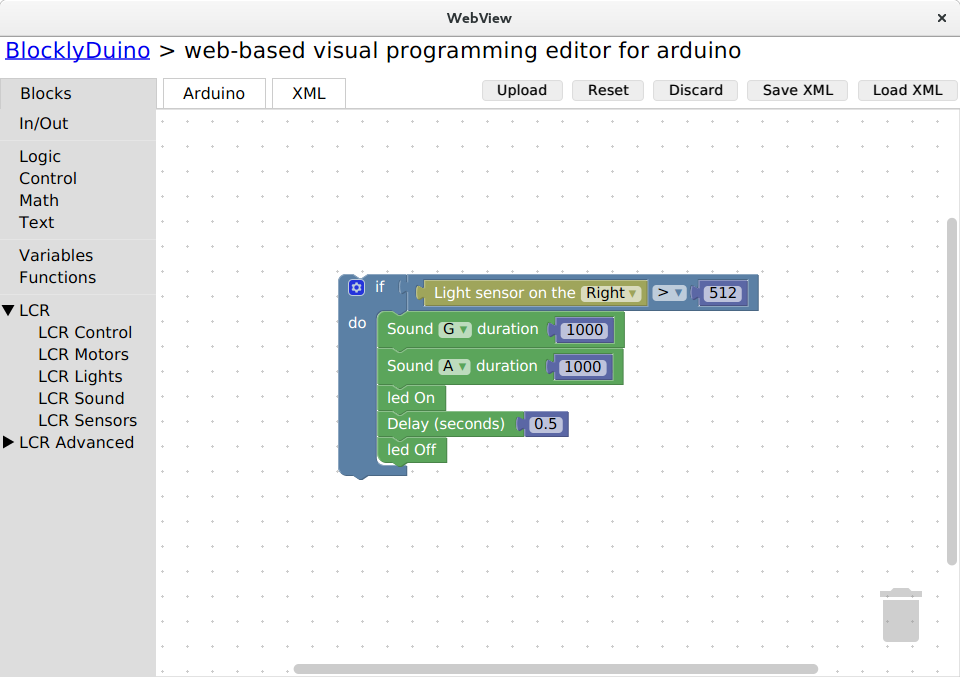 WebView ×
BlocklyDuino > web-based visual programming editor for arduino
Blocks Arduino XML Upload Reset Discard Save XML Load XML
In/Out
Logic
Control
Math
Text
Variables
Functions
LCR
LCR Control
LCR Motors
LCR Lights
LCR Sound
LCR Sensors
LCR Advanced
if Light sensor on the Right > 512
do
Sound G duration 1000
Sound A duration 1000
led On
Delay (seconds) 0.5
led Off